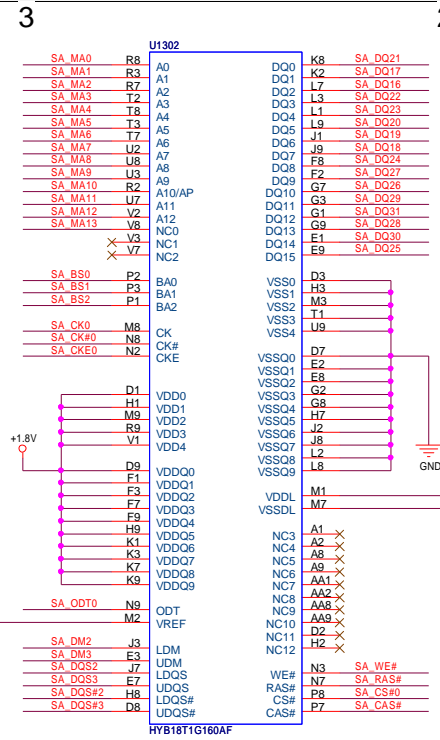 3
U1302
SA_MA0 R8 A0 DQ0 K8 SA_DQ21
SA_MA1 R3 A1 DQ1 K2 SA_DQ17
SA_MA2 R7 A2 DQ2 L7 SA_DQ16
SA_MA3 T2 A3 DQ3 L3 SA_DQ22
SA_MA4 T8 A4 DQ4 L1 SA_DQ23
SA_MA5 T3 A5 DQ5 L9 SA_DQ20
SA_MA6 T7 A6 DQ6 J1 SA_DQ19
SA_MA7 U2 A7 DQ7 J9 SA_DQ18
SA_MA8 U8 A8 DQ8 F8 SA_DQ24
SA_MA9 U3 A9 DQ9 F2 SA_DQ27
SA_MA10 R2 A10/AP DQ10 G7 SA_DQ26
SA_MA11 U7 A11 DQ11 G3 SA_DQ29
SA_MA12 V2 A12 DQ12 G1 SA_DQ31
SA_MA13 V8 NC0 DQ13 G9 SA_DQ28
V3 NC1 DQ14 E1 SA_DQ30
V7 NC2 DQ15 E9 SA_DQ25
SA_BS0 P2 BA0 VSS0 D3
SA_BS1 P3 BA1 VSS1 H3
SA_BS2 P1 BA2 VSS2 M3
VSS3 T1
SA_CK0 M8 CK VSS4 U9
SA_CK#0 N8 CK#
SA_CKE0 N2 CKE VSSQ0 D7
VSSQ1 E2
VSSQ2 E8
D1 VDD0 VSSQ3 G2
H1 VDD1 VSSQ4 G8
M9 VDD2 VSSQ5 H7
R9 VDD3 VSSQ6 J2
V1 VDD4 VSSQ7 J8
+1.8V VSSQ8 L2
D9 VDDQ0 VSSQ9 L8 GND
F1 VDDQ1
F3 VDDQ2 VDDL M1
F7 VDDQ3 VSSDL M7
F9 VDDQ4
H9 VDDQ5 NC3 A1
K1 VDDQ6 NC4 A2
K3 VDDQ7 NC5 A8
K7 VDDQ8 NC6 A9
K9 VDDQ9 NC7 AA1
NC8 AA2
SA_ODT0 N9 ODT NC9 AA8
M2 VREF NC10 AA9
NC11 D2
SA_DM2 J3 LDM NC12 H2
SA_DM3 E3 UDM
SA_DQS2 J7 LDQS WE# N3 SA_WE#
SA_DQS3 E7 UDQS RAS# N7 SA_RAS#
SA_DQS#2 H8 LDQS# CS# P8 SA_CS#0
SA_DQS#3 D8 UDQS# CAS# P7 SA_CAS#
HYB18T1G160AF